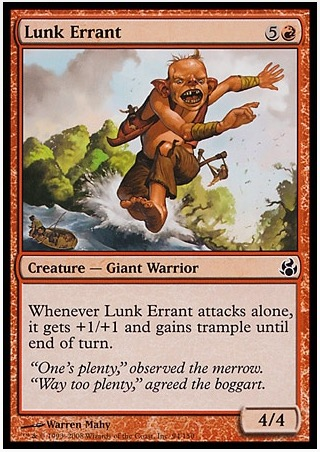 Lunk Errant 5
Creature — Giant Warrior
Whenever Lunk Errant attacks alone,
it gets +1/+1 and gains trample until
end of turn.
“One’s plenty,” observed the merrow.
“Way too plenty,” agreed the boggart.
Warren Mahy
4/4
™ & © 1993–2008 Wizards of the Coast, Inc. 94/150